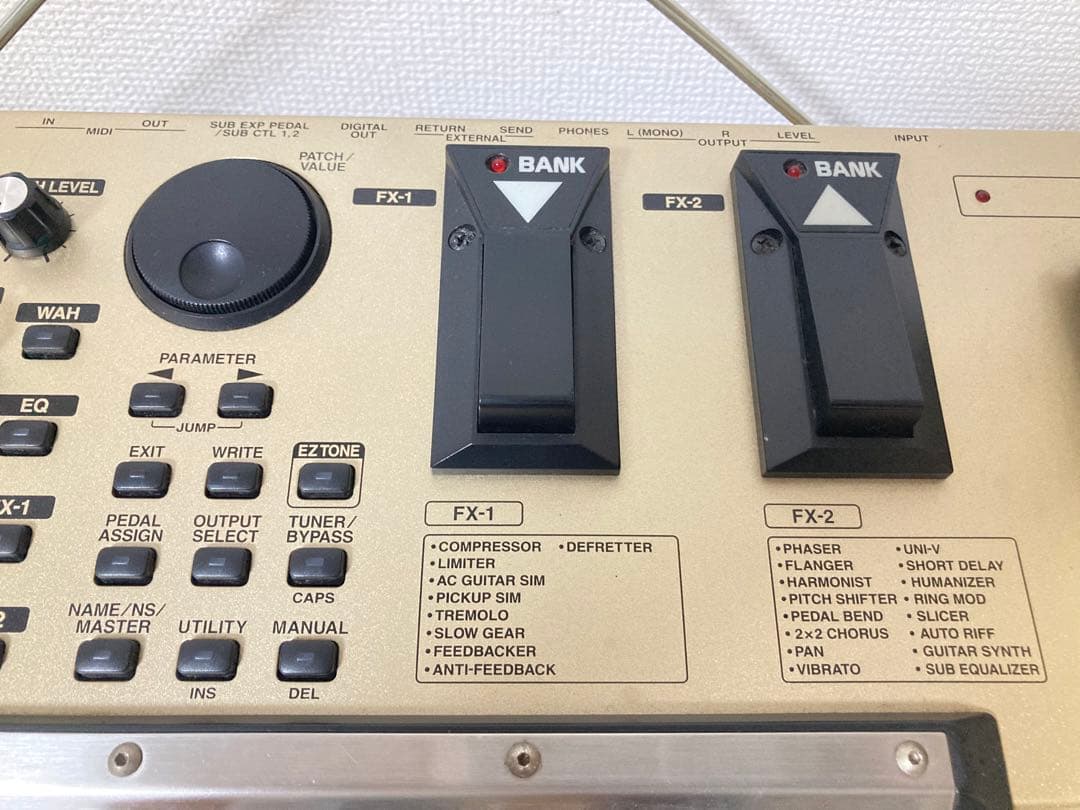 IN
MIDI
OUT
SUB EXP PEDAL
/SUB CTL 1,2
DIGITAL
OUT
RETURN
EXTERNAL
SEND
PHONES
L (MONO)
OUTPUT
R
LEVEL
INPUT
PATCH/
VALUE
LEVEL
FX-1
BANK
FX-2
BANK
WAH
PARAMETER
JUMP
EQ
EXIT
WRITE
EZ TONE
X-1
PEDAL
ASSIGN
OUTPUT
SELECT
TUNER/
BYPASS
CAPS
2
NAME/NS/
MASTER
UTILITY
MANUAL
INS
DEL
FX-1
•COMPRESSOR •DEFRETTER
•LIMITER
•AC GUITAR SIM
•PICKUP SIM
•TREMOLO
•SLOW GEAR
•FEEDBACKER
•ANTI-FEEDBACK
FX-2
•PHASER •UNI-V
•FLANGER •SHORT DELAY
•HARMONIST •HUMANIZER
•PITCH SHIFTER •RING MOD
•PEDAL BEND •SLICER
•2×2 CHORUS •AUTO RIFF
•PAN •GUITAR SYNTH
•VIBRATO •SUB EQUALIZER